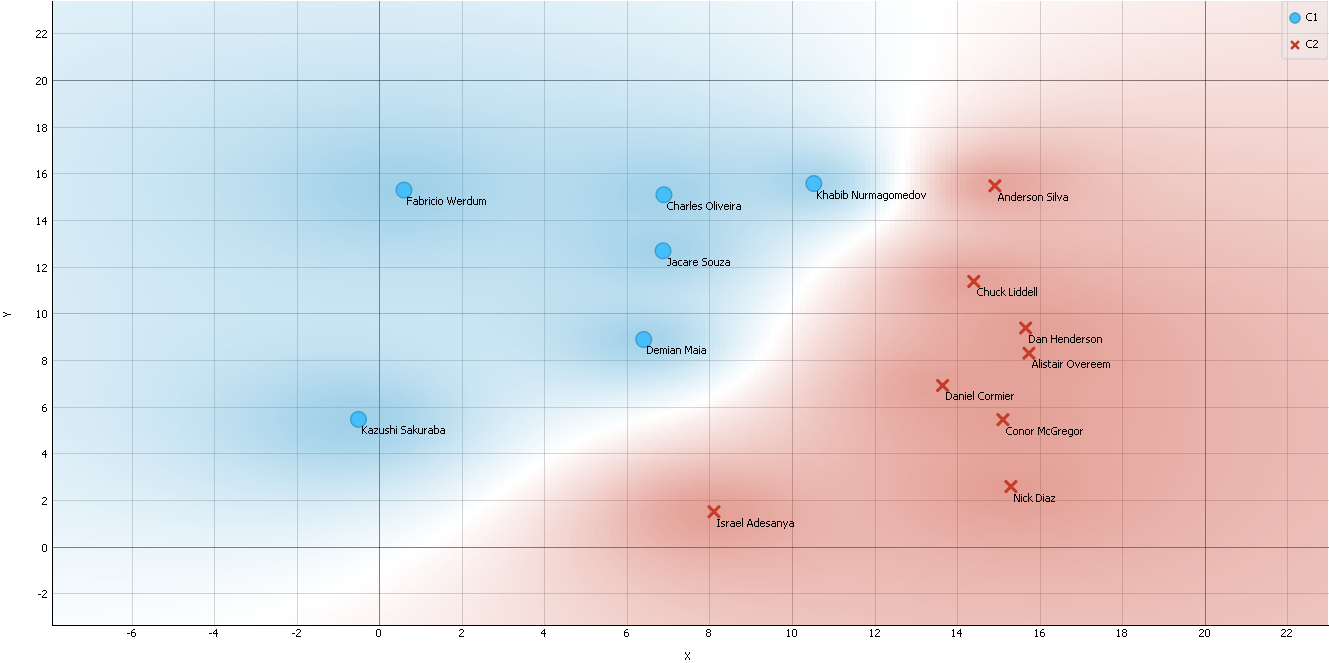 C1
C2
22
20
18
16
14
12
10
8
6
4
2
0
-2
Y
Fabricio Werdum
Charles Oliveira
Khabib Nurmagomedov
Anderson Silva
Jacare Souza
Chuck Liddell
Dan Henderson
Demian Maia
Alistair Overeem
Daniel Cormier
Kazushi Sakuraba
Conor McGregor
Nick Diaz
Israel Adesanya
-6 -4 -2 0 2 4 6 8 10 12 14 16 18 20 22
X